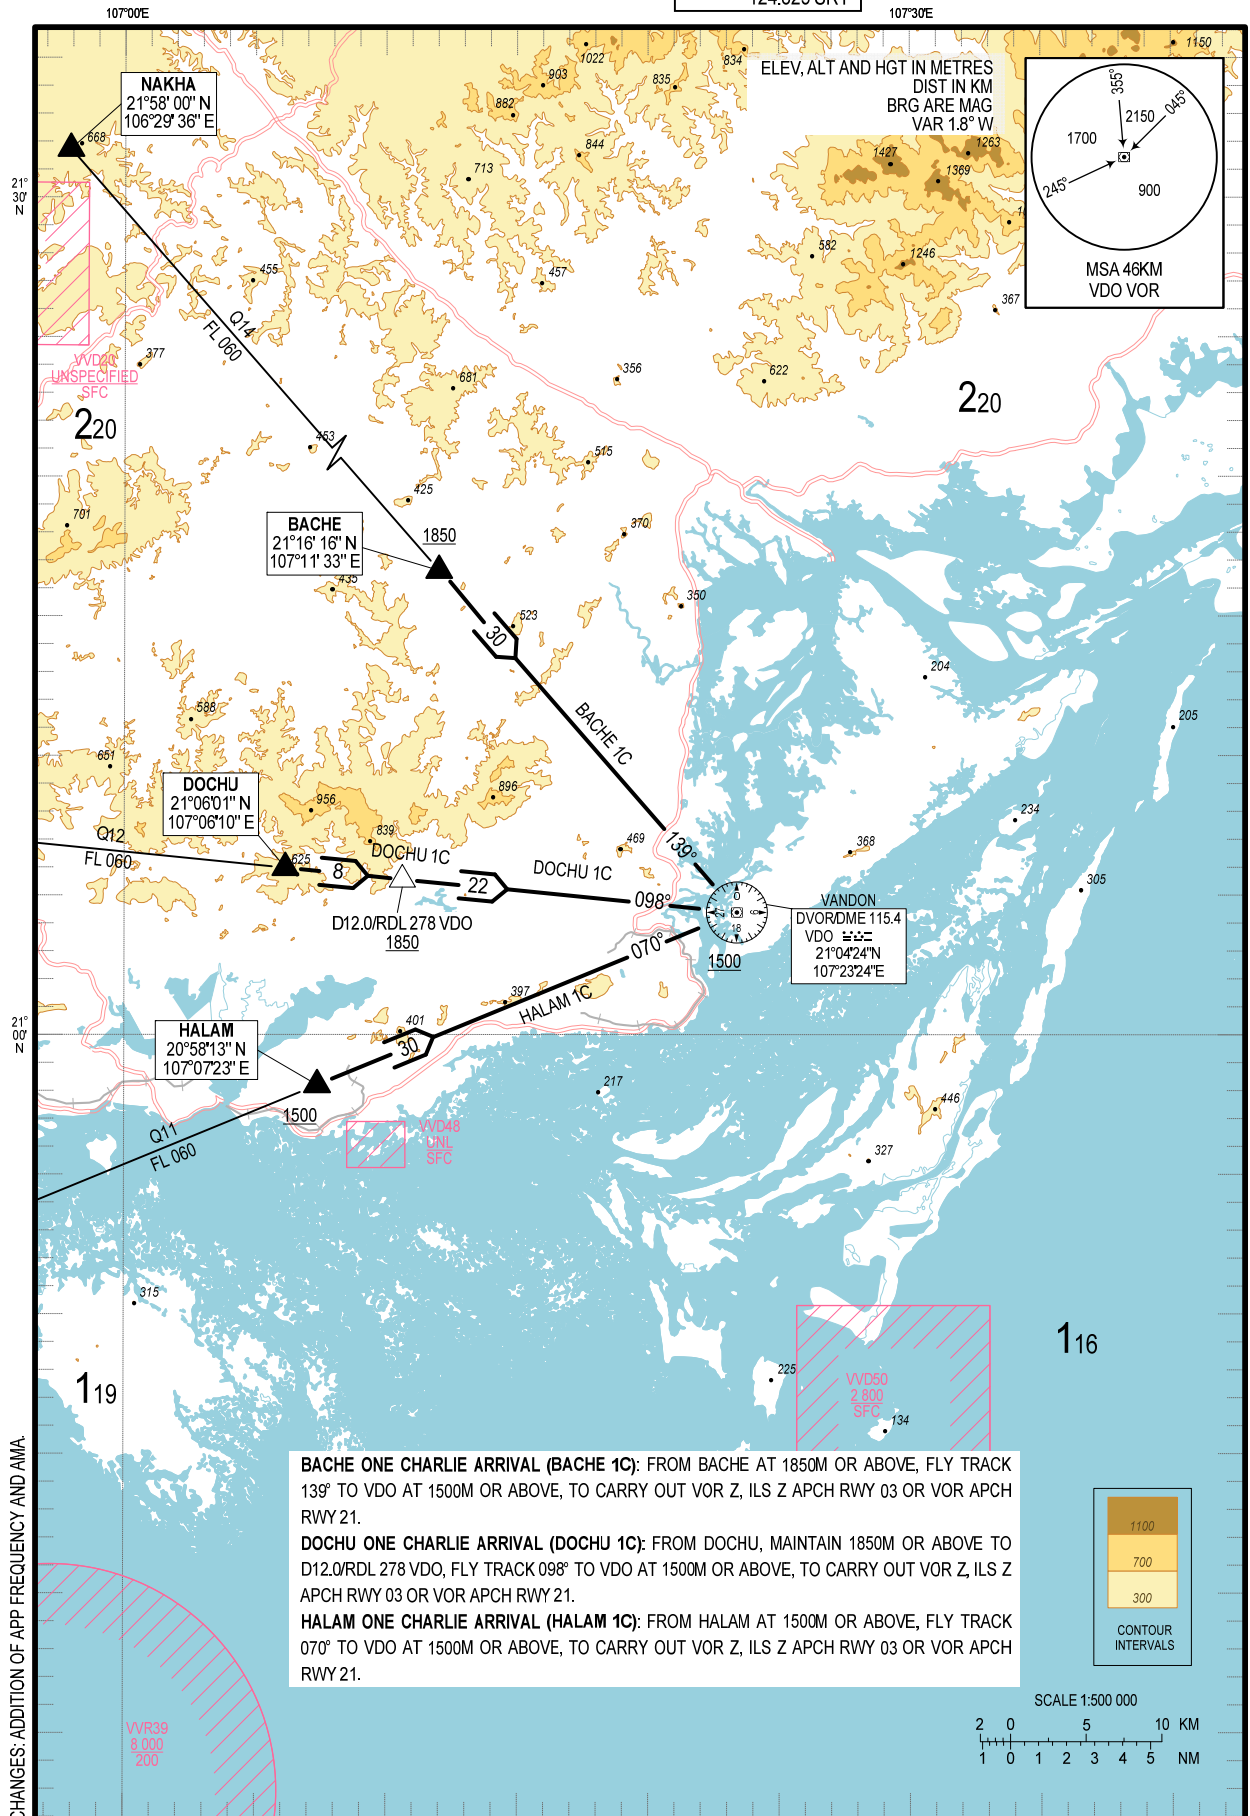 124.025 SRY
107°00'E
107°30'E
ELEV, ALT AND HGT IN METRES
DIST IN KM
BRG ARE MAG
VAR 1.8° W
355°
045°
2150
1700
245°
900
MSA 46KM
VDO VOR
NAKHA
21°58' 00" N
106°29' 36" E
668
1022
903
882
835
834
844
713
1150
1427
1263
1369
582
1246
367
455
457
377
356
622
681
453
515
425
370
435
350
523
701
588
651
204
205
234
305
368
469
896
956
839
625
397
401
217
446
327
315
225
134
21°
30'
N
Q14
FL 060
VVD20
UNSPECIFIED
SFC
2 20
2 20
BACHE
21°16' 16" N
107°11' 33" E
1850
30
BACHE 1C
139°
DOCHU
21°06'01" N
107°06'10" E
Q12
FL 060
8
DOCHU 1C
22
DOCHU 1C
098°
D12.0/RDL 278 VDO
1850
0
9
18
27
1500
VANDON
DVOR/DME 115.4
VDO
21°04'24"N
107°23'24"E
070°
HALAM 1C
30
21°
00'
N
HALAM
20°58'13" N
107°07'23" E
1500
Q11
FL 060
VVD48
UNL
SFC
1 19
1 16
VVD50
2 800
SFC
BACHE ONE CHARLIE ARRIVAL (BACHE 1C): FROM BACHE AT 1850M OR ABOVE, FLY TRACK
139° TO VDO AT 1500M OR ABOVE, TO CARRY OUT VOR Z, ILS Z APCH RWY 03 OR VOR APCH
RWY 21.
DOCHU ONE CHARLIE ARRIVAL (DOCHU 1C): FROM DOCHU, MAINTAIN 1850M OR ABOVE TO
D12.0/RDL 278 VDO, FLY TRACK 098° TO VDO AT 1500M OR ABOVE, TO CARRY OUT VOR Z, ILS Z
APCH RWY 03 OR VOR APCH RWY 21.
HALAM ONE CHARLIE ARRIVAL (HALAM 1C): FROM HALAM AT 1500M OR ABOVE, FLY TRACK
070° TO VDO AT 1500M OR ABOVE, TO CARRY OUT VOR Z, ILS Z APCH RWY 03 OR VOR APCH
RWY 21.
1100
700
300
CONTOUR
INTERVALS
SCALE 1:500 000
2 0 5 10 KM
1 0 1 2 3 4 5 NM
VVR39
8 000
200
CHANGES: ADDITION OF APP FREQUENCY AND AMA.